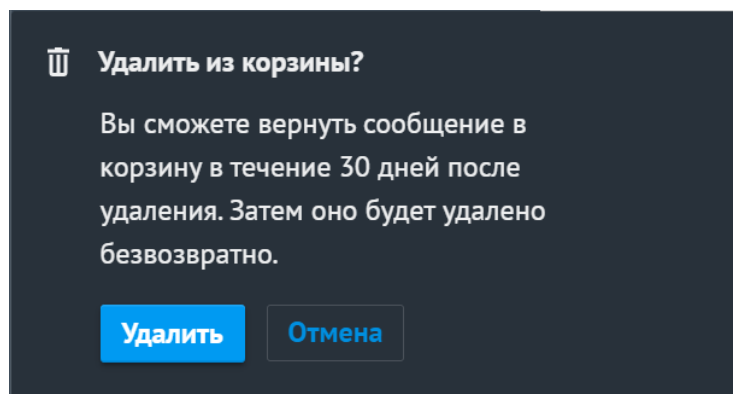 Удалить из корзины?
Вы сможете вернуть сообщение в
корзину в течение 30 дней после
удаления. Затем оно будет удалено
безвозвратно.
Удалить Отмена